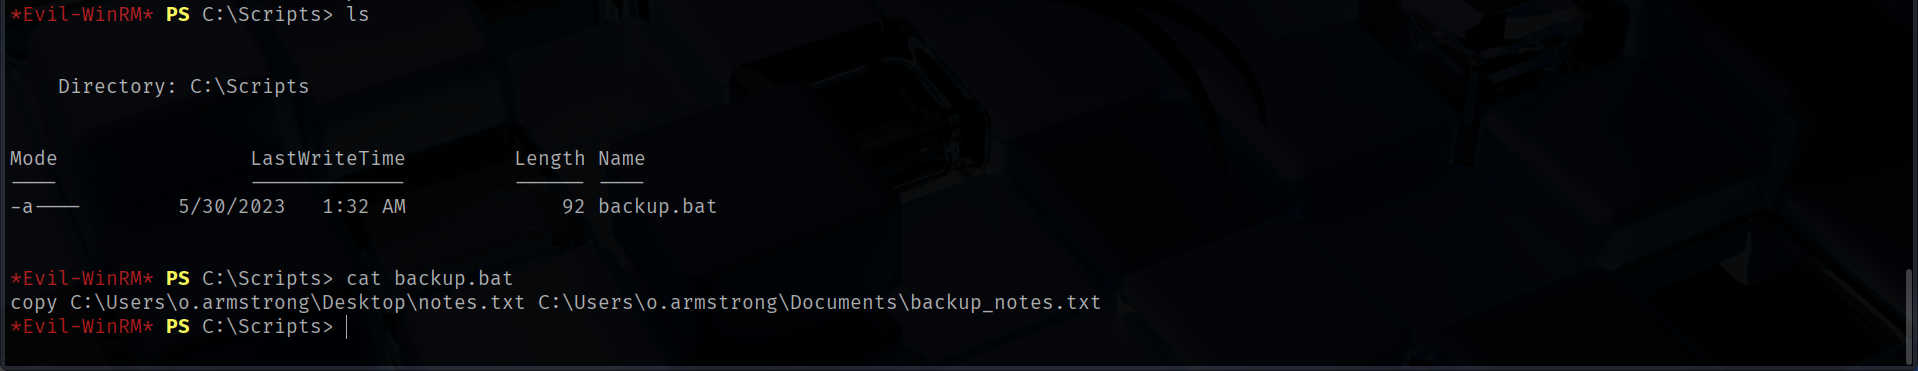 *Evil-WinRM* PS C:\Scripts> ls
Directory: C:\Scripts
Mode                LastWriteTime         Length Name
----                -------------         ------ ----
-a----        5/30/2023   1:32 AM             92 backup.bat
*Evil-WinRM* PS C:\Scripts> cat backup.bat
copy C:\Users\o.armstrong\Desktop\notes.txt C:\Users\o.armstrong\Documents\backup_notes.txt
*Evil-WinRM* PS C:\Scripts>